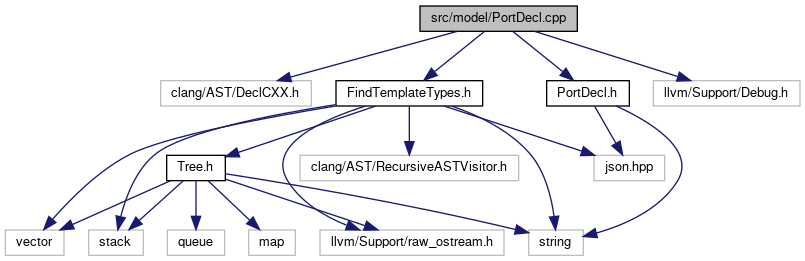 src/model/PortDecl.cpp
clang/AST/DeclCXX.h
FindTemplateTypes.h
PortDecl.h
llvm/Support/Debug.h
Tree.h
clang/AST/RecursiveASTVisitor.h
json.hpp
vector
stack
queue
map
llvm/Support/raw_ostream.h
string